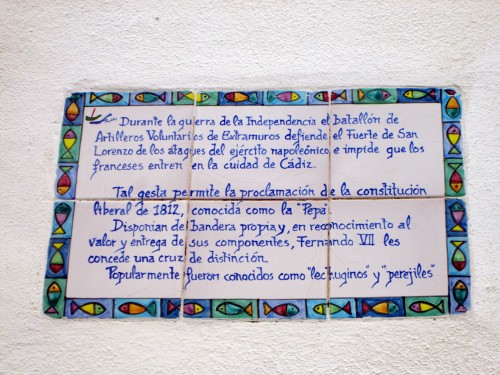 Durante la guerra de la Independencia el batallón de
Artilleros Voluntarios de Extramuros defiende el Fuerte de San
Lorenzo de los ataques del ejército napoleónico e impide que los
franceses entren en la cuidad de Cádiz.
Tal gesta permite la proclamación de la constitución
liberal de 1812, conocida como la "Pepa".
Disponían de bandera propia y, en reconocimiento al
valor y entrega de sus componentes, Fernando VII les
concede una cruz de distinción.
Popularmente fueron conocidos como "lechuginos" y "perejiles"